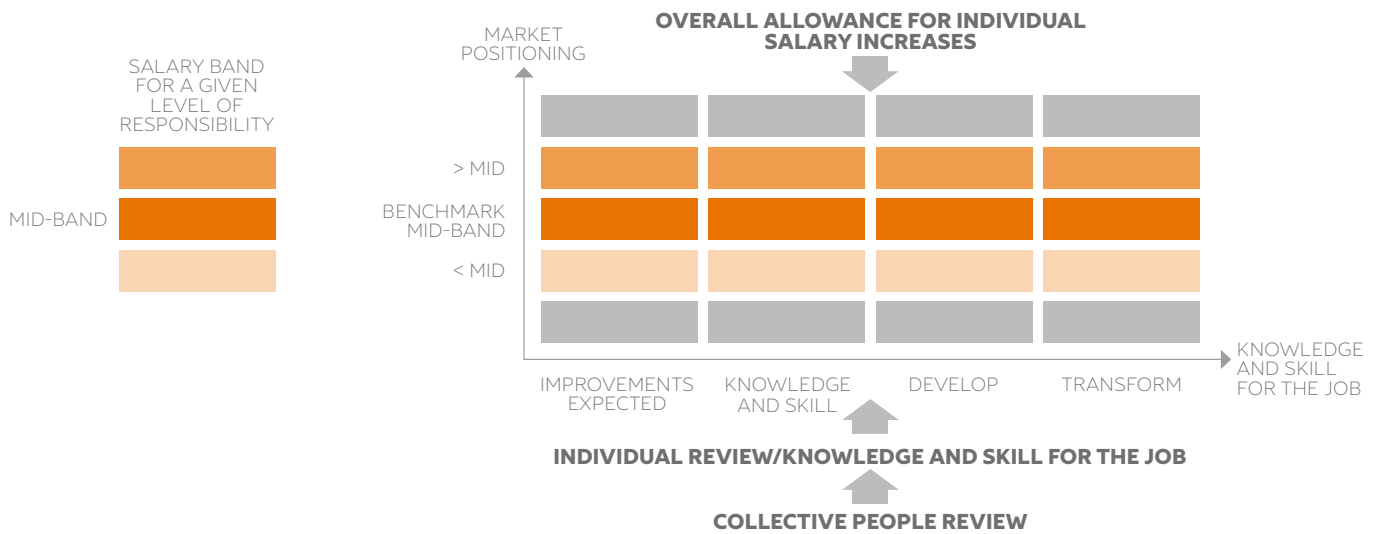 OVERALL ALLOWANCE FOR INDIVIDUAL
SALARY INCREASES
MARKET
POSITIONING
SALARY BAND
FOR A GIVEN
LEVEL OF
RESPONSIBILITY
> MID
MID-BAND
BENCHMARK
MID-BAND
< MID
KNOWLEDGE
AND SKILL
FOR THE JOB
IMPROVEMENTS
EXPECTED
KNOWLEDGE
AND SKILL
DEVELOP
TRANSFORM
INDIVIDUAL REVIEW/KNOWLEDGE AND SKILL FOR THE JOB
COLLECTIVE PEOPLE REVIEW